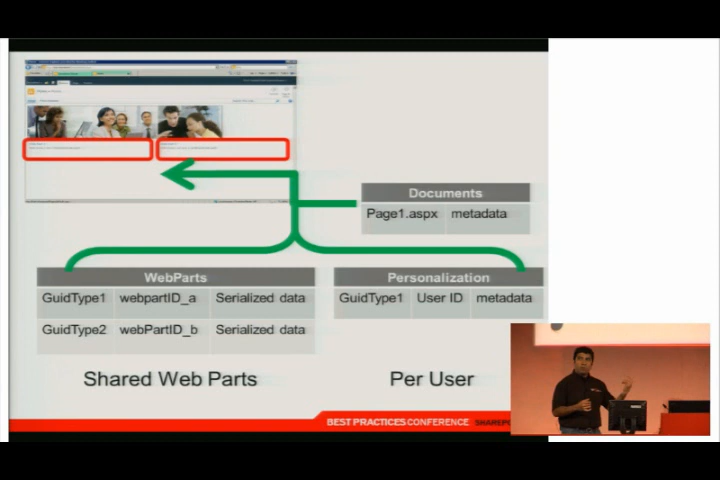 Documents
Page1.aspx metadata
WebParts
GuidType1 webpartID_a Serialized data
GuidType2 webPartID_b Serialized data
Personalization
GuidType1 User ID metadata
Shared Web Parts
Per User
BEST PRACTICES CONFERENCE